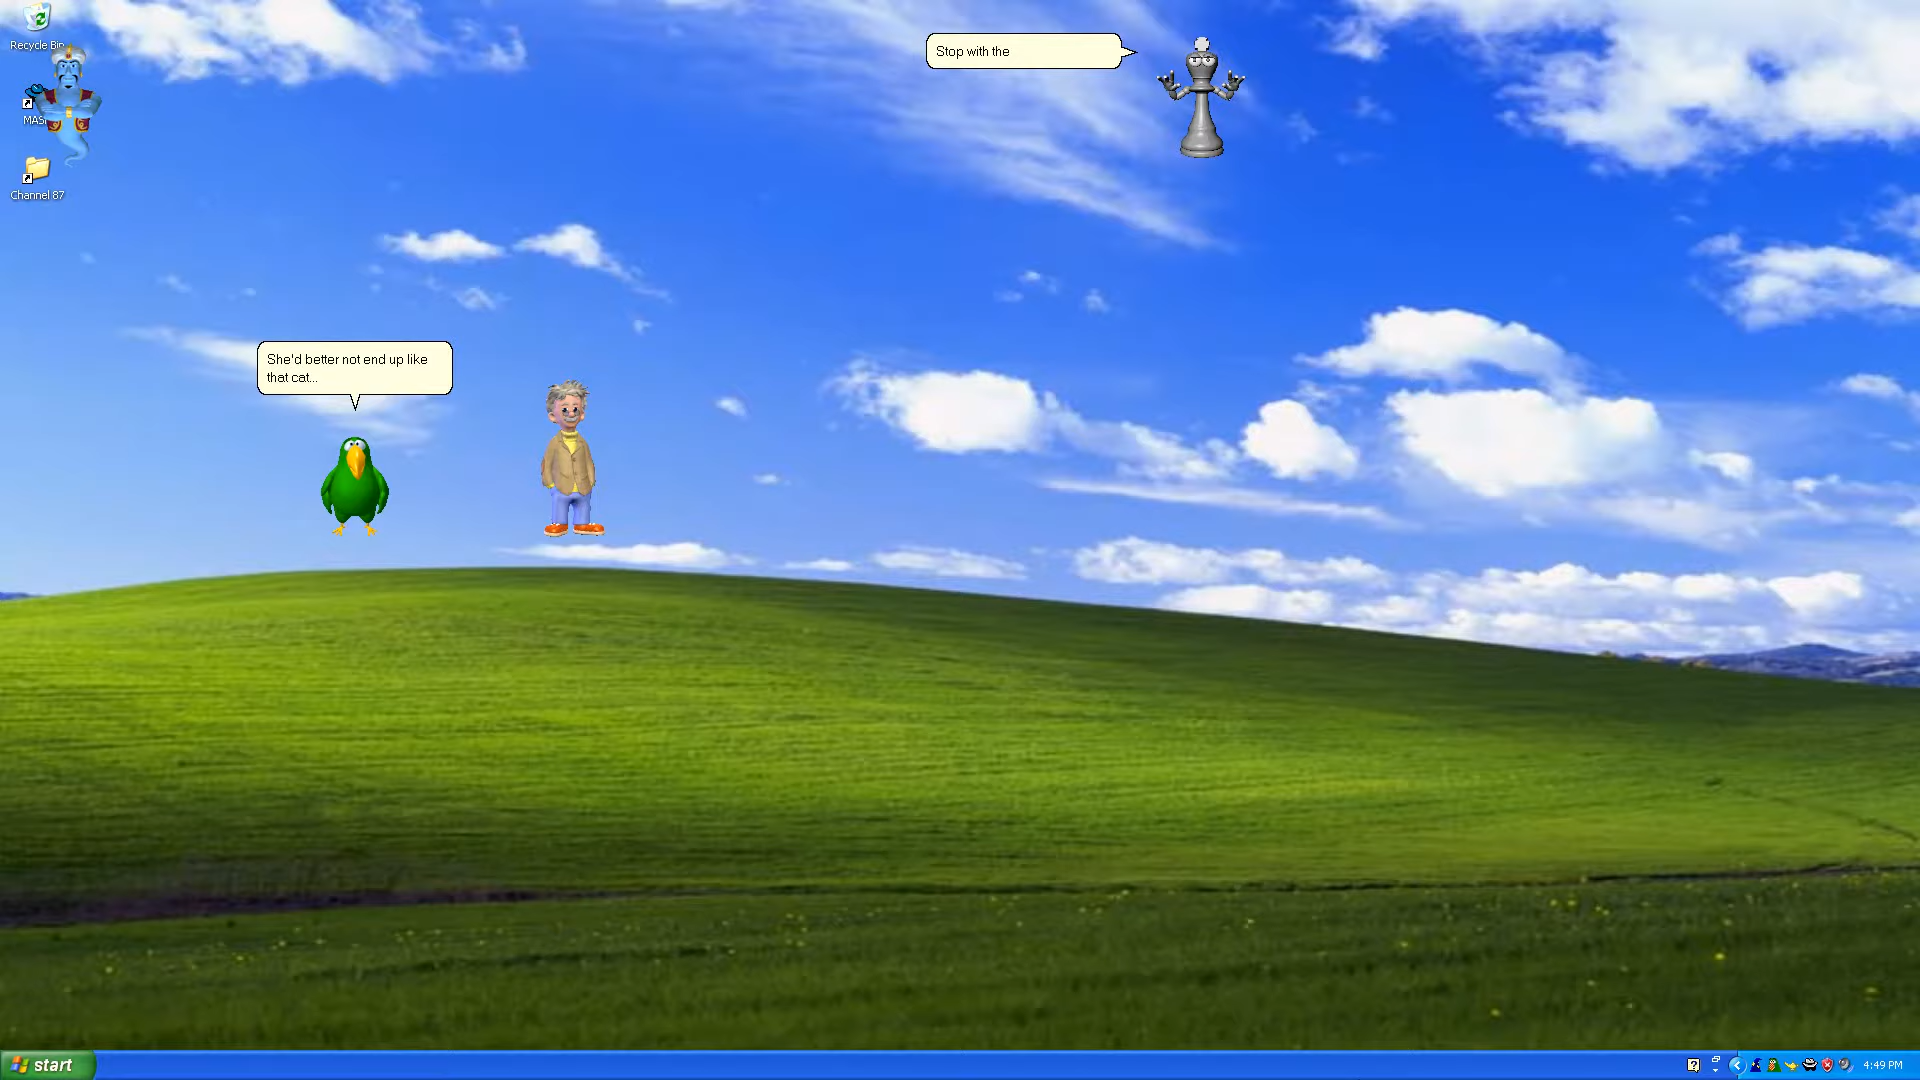 Recycle Bin
Stop with the
MAS
Channel 87
She'd better not end up like
that cat...
start
4:49 PM